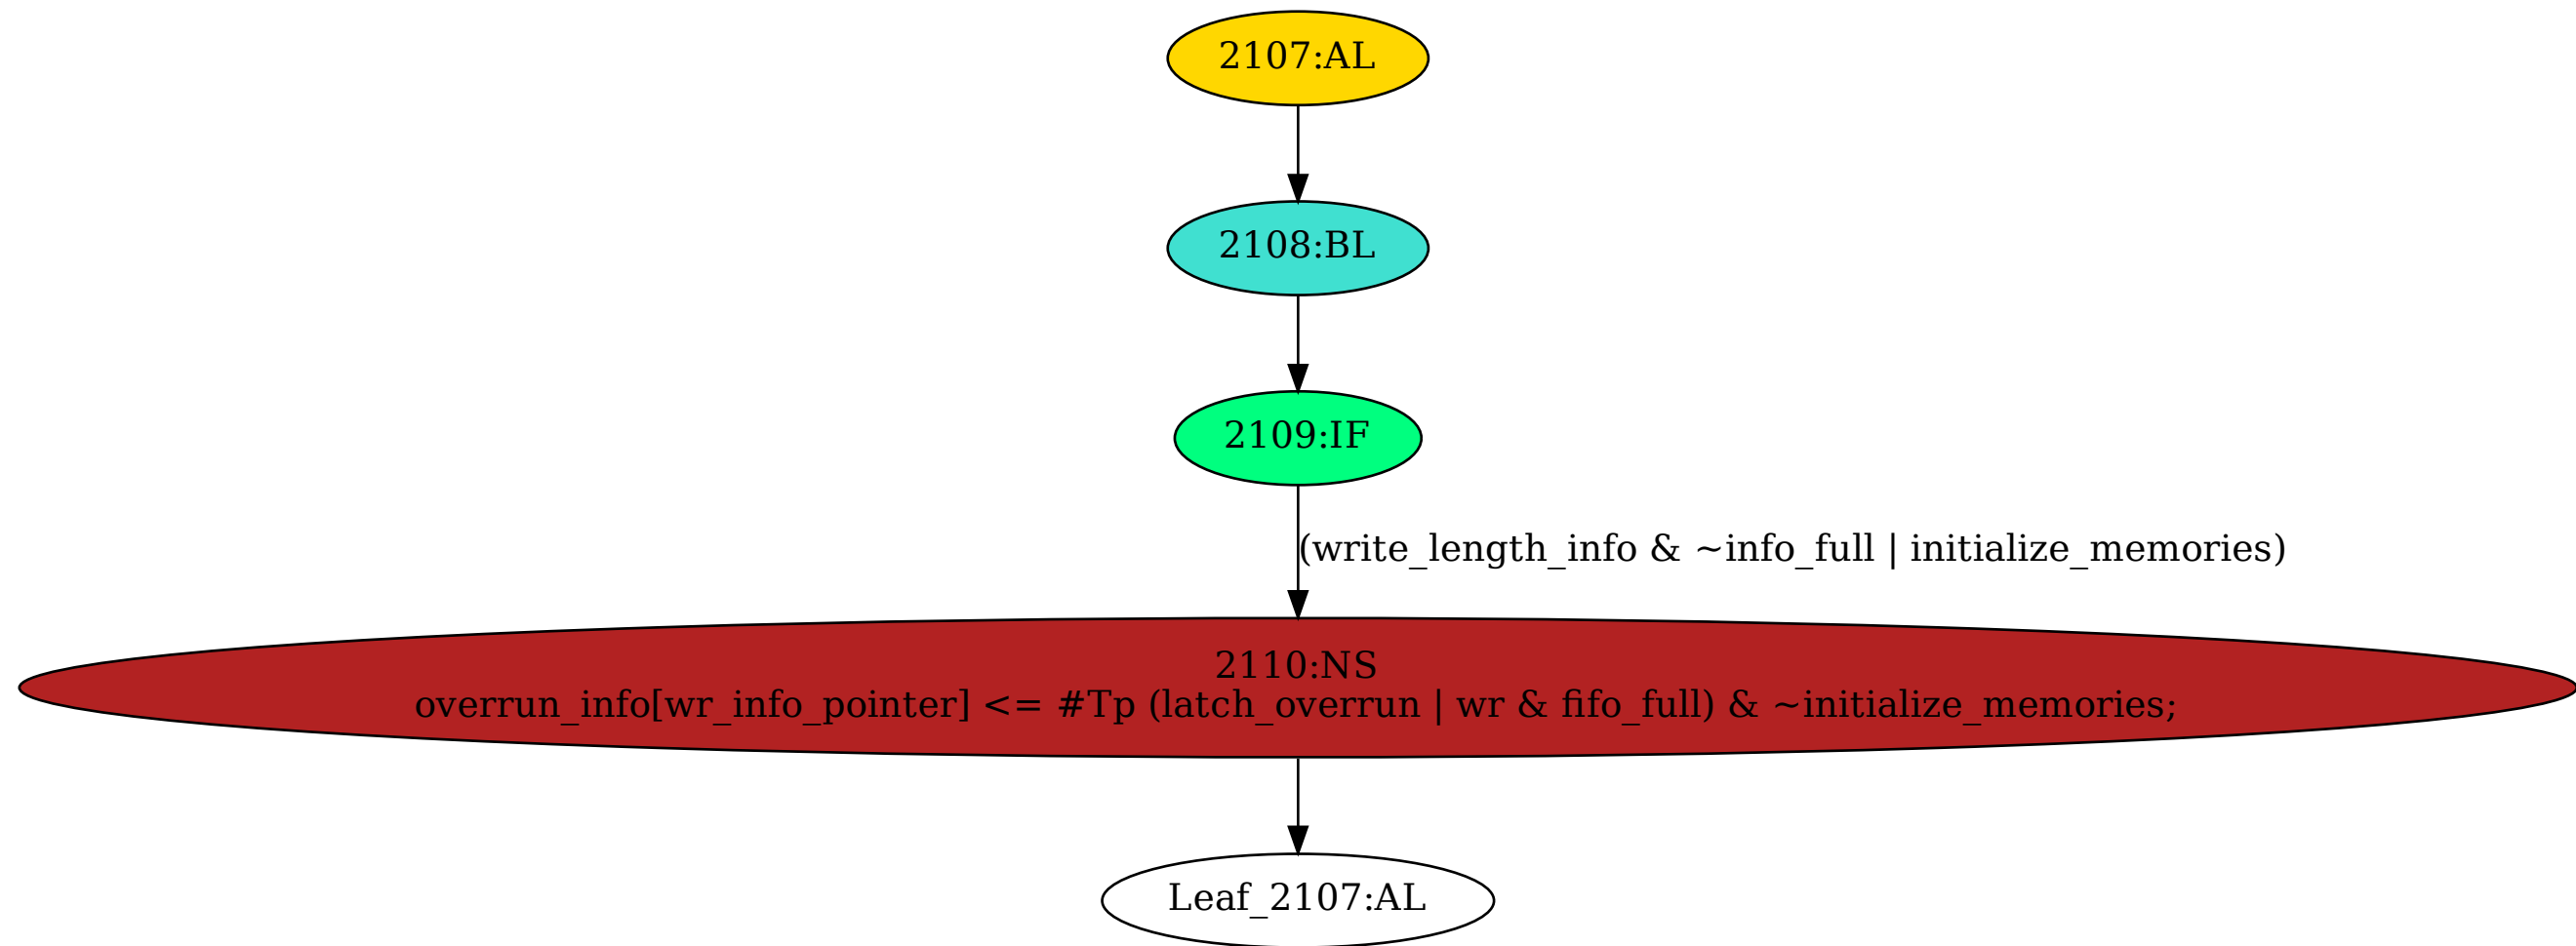 2107:AL
2108:BL
2109:IF
(write_length_info & ~info_full | initialize_memories)
2110:NS
overrun_info[wr_info_pointer] <= #Tp (latch_overrun | wr & fifo_full) & ~initialize_memories;
Leaf_2107:AL